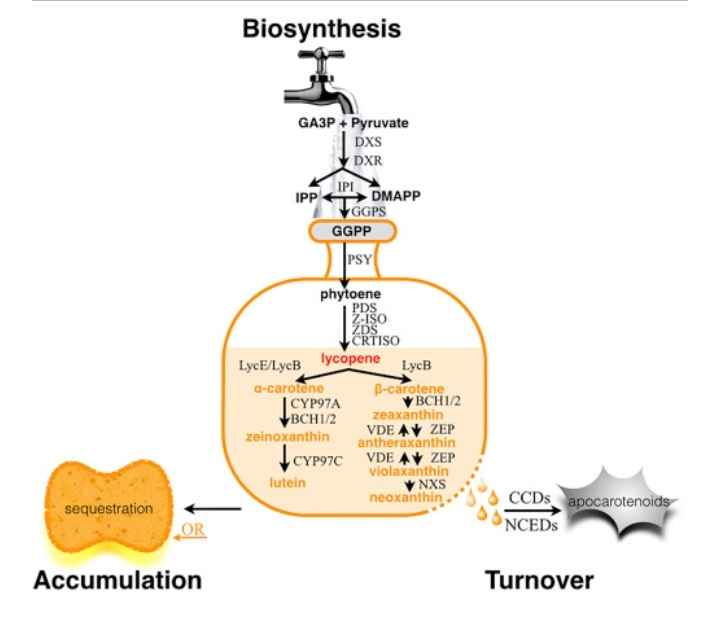 Biosynthesis
GA3P + Pyruvate
DXS
DXR
IPI
IPP
DMAPP
GGPS
GGPP
PSY
phytoene
PDS
Z-ISO
ZDS
CRTISO
lycopene
LycE/LycB
LycB
α-carotene
β-carotene
CYP97A
BCH1/2
BCH1/2
zeaxanthin
VDE
ZEP
zeinoxanthin
antheraxanthin
CYP97C
VDE
ZEP
violaxanthin
lutein
NXS
neoxanthin
sequestration
OR
CCDs
NCEDs
apocarotenoids
Accumulation
Turnover